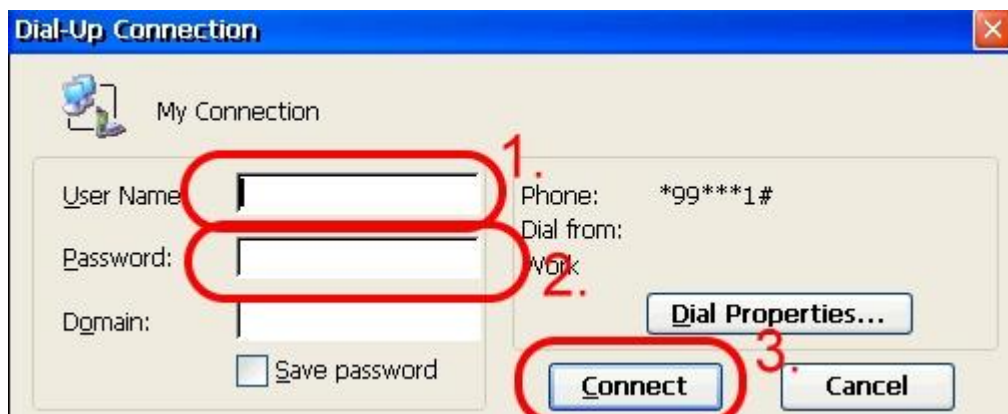 Dial-Up Connection
My Connection
1.
User Name
Phone: *99***1#
Dial from:
Password:
Work
2.
Domain:
Dial Properties...
Save password
3.
Connect
Cancel